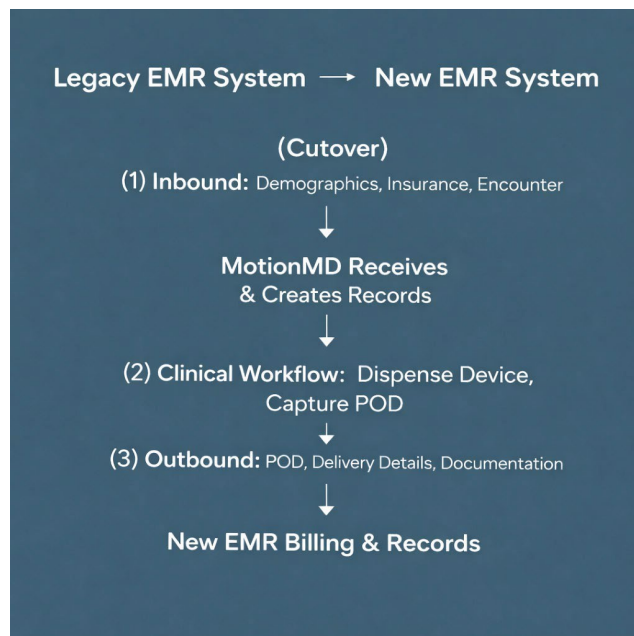 Legacy EMR System → New EMR System
(Cutover)
(1) Inbound: Demographics, Insurance, Encounter
MotionMD Receives
& Creates Records
(2) Clinical Workflow: Dispense Device,
Capture POD
(3) Outbound: POD, Delivery Details, Documentation
New EMR Billing & Records